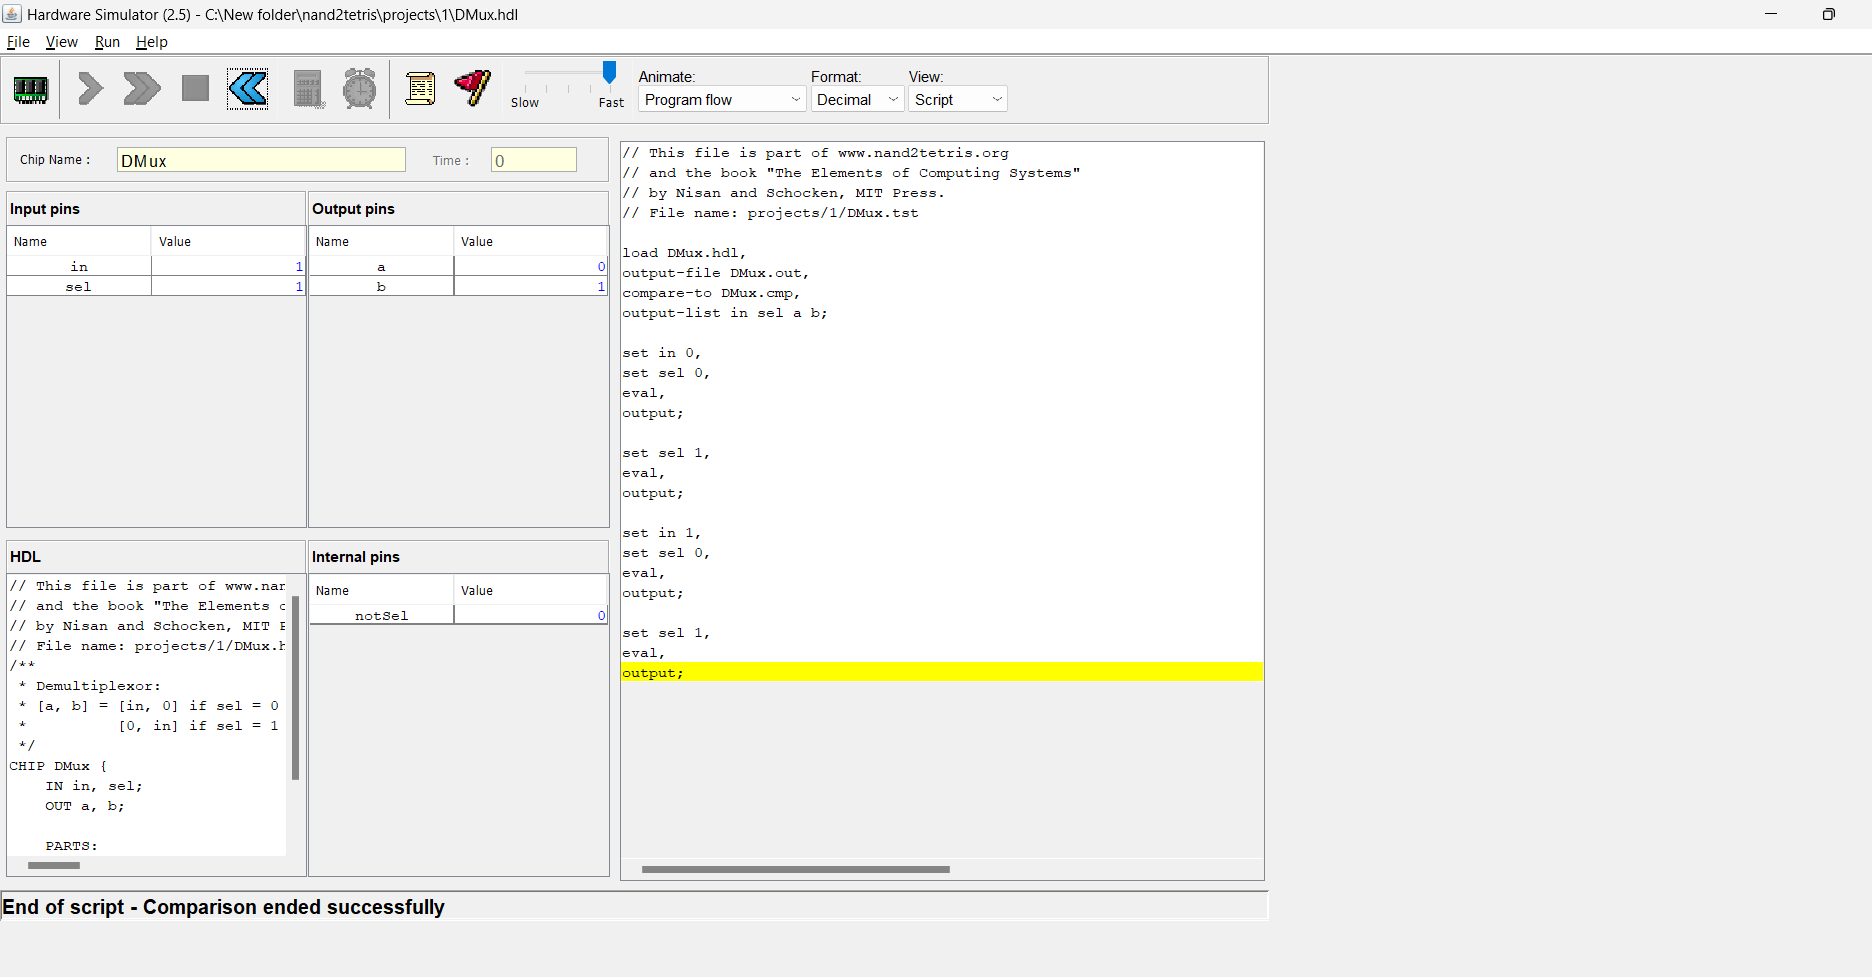 Hardware Simulator (2.5) - C:\New folder\nand2tetris\projects\1\DMux.hdl
File View Run Help
Slow Fast
Animate: Format: View:
Program flow Decimal Script
Chip Name : DMux Time : 0
Input pins
Name Value
in 1
sel 1
Output pins
Name Value
a 0
b 1
HDL
// This file is part of www.nan
// and the book "The Elements c
// by Nisan and Schocken, MIT P
// File name: projects/1/DMux.h
/**
* Demultiplexor:
* [a, b] = [in, 0] if sel = 0
* [0, in] if sel = 1
*/
CHIP DMux {
IN in, sel;
OUT a, b;
PARTS:
Internal pins
Name Value
notSel 0
// This file is part of www.nand2tetris.org
// and the book "The Elements of Computing Systems"
// by Nisan and Schocken, MIT Press.
// File name: projects/1/DMux.tst
load DMux.hdl,
output-file DMux.out,
compare-to DMux.cmp,
output-list in sel a b;
set in 0,
set sel 0,
eval,
output;
set sel 1,
eval,
output;
set in 1,
set sel 0,
eval,
output;
set sel 1,
eval,
output;
End of script - Comparison ended successfully